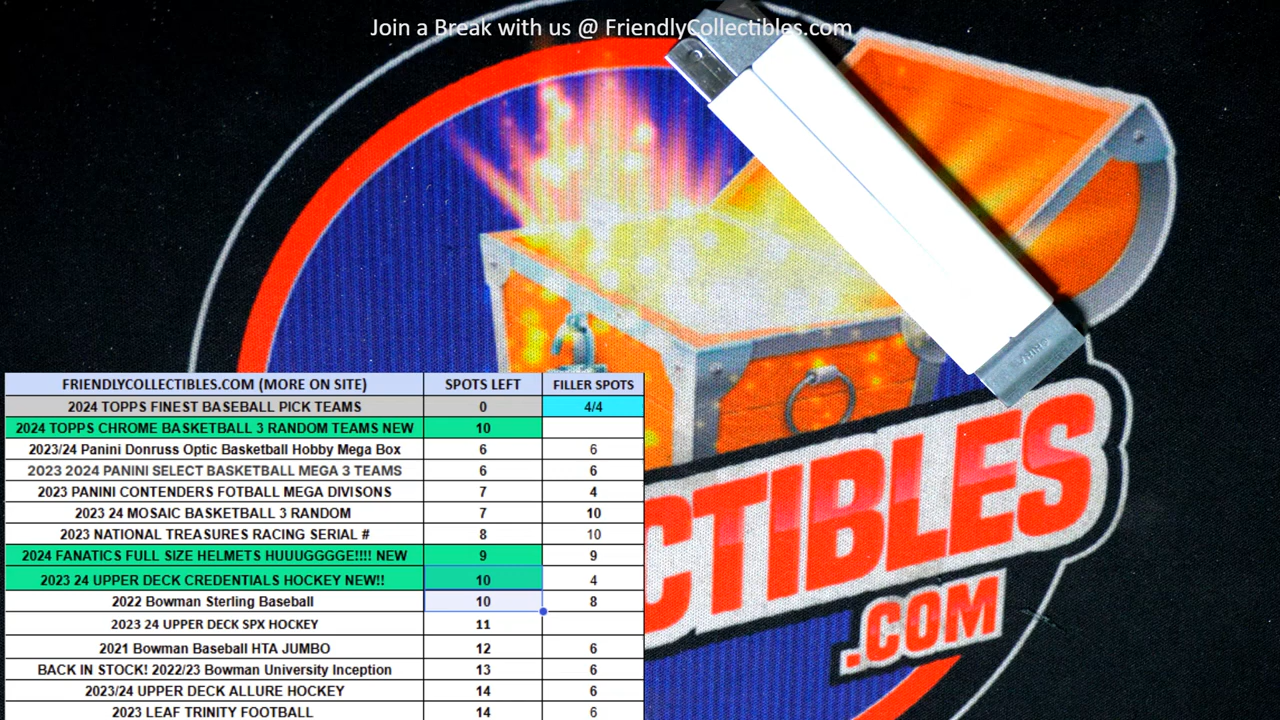 Join a Break with us @ FriendlyCollectibles.com
FRIENDLYCOLLECTIBLES.COM (MORE ON SITE) SPOTS LEFT FILLER SPOTS
2024 TOPPS FINEST BASEBALL PICK TEAMS 0 4/4
2024 TOPPS CHROME BASKETBALL 3 RANDOM TEAMS NEW 10
2023/24 Panini Donruss Optic Basketball Hobby Mega Box 6 6
2023 2024 PANINI SELECT BASKETBALL MEGA 3 TEAMS 6 6
2023 PANINI CONTENDERS FOTBALL MEGA DIVISONS 7 4
2023 24 MOSAIC BASKETBALL 3 RANDOM 7 10
2023 NATIONAL TREASURES RACING SERIAL # 8 10
2024 FANATICS FULL SIZE HELMETS HUUUGGGGE!!!! NEW 9 9
2023 24 UPPER DECK CREDENTIALS HOCKEY NEW!! 10 4
2022 Bowman Sterling Baseball 10 8
2023 24 UPPER DECK SPX HOCKEY 11
2021 Bowman Baseball HTA JUMBO 12 6
BACK IN STOCK! 2022/23 Bowman University Inception 13 6
2023/24 UPPER DECK ALLURE HOCKEY 14 6
2023 LEAF TRINITY FOOTBALL 14 6
CTIBLES
.COM